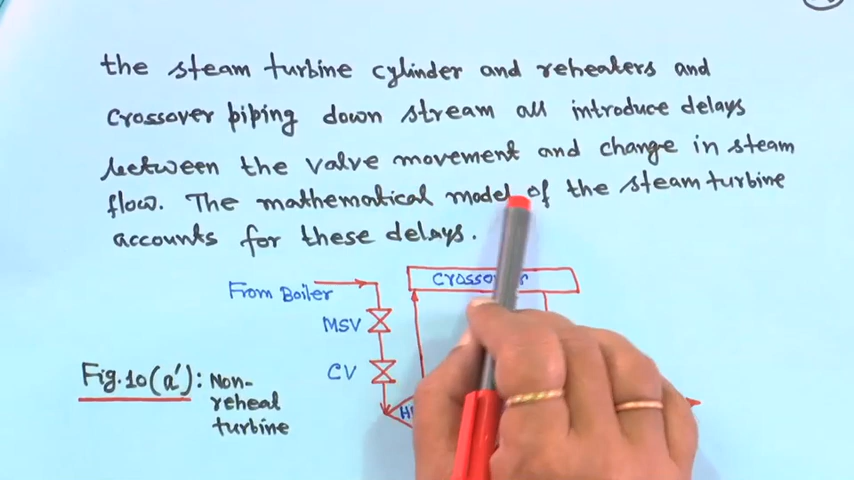 the steam turbine cylinder and reheaters and
crossover piping down stream all introduce delays
between the valve movement and change in steam
flow. The mathematical model of the steam turbine
accounts for these delays.
From Boiler
MSV
CV
Fig.10(a'): Non-
reheal
turbine